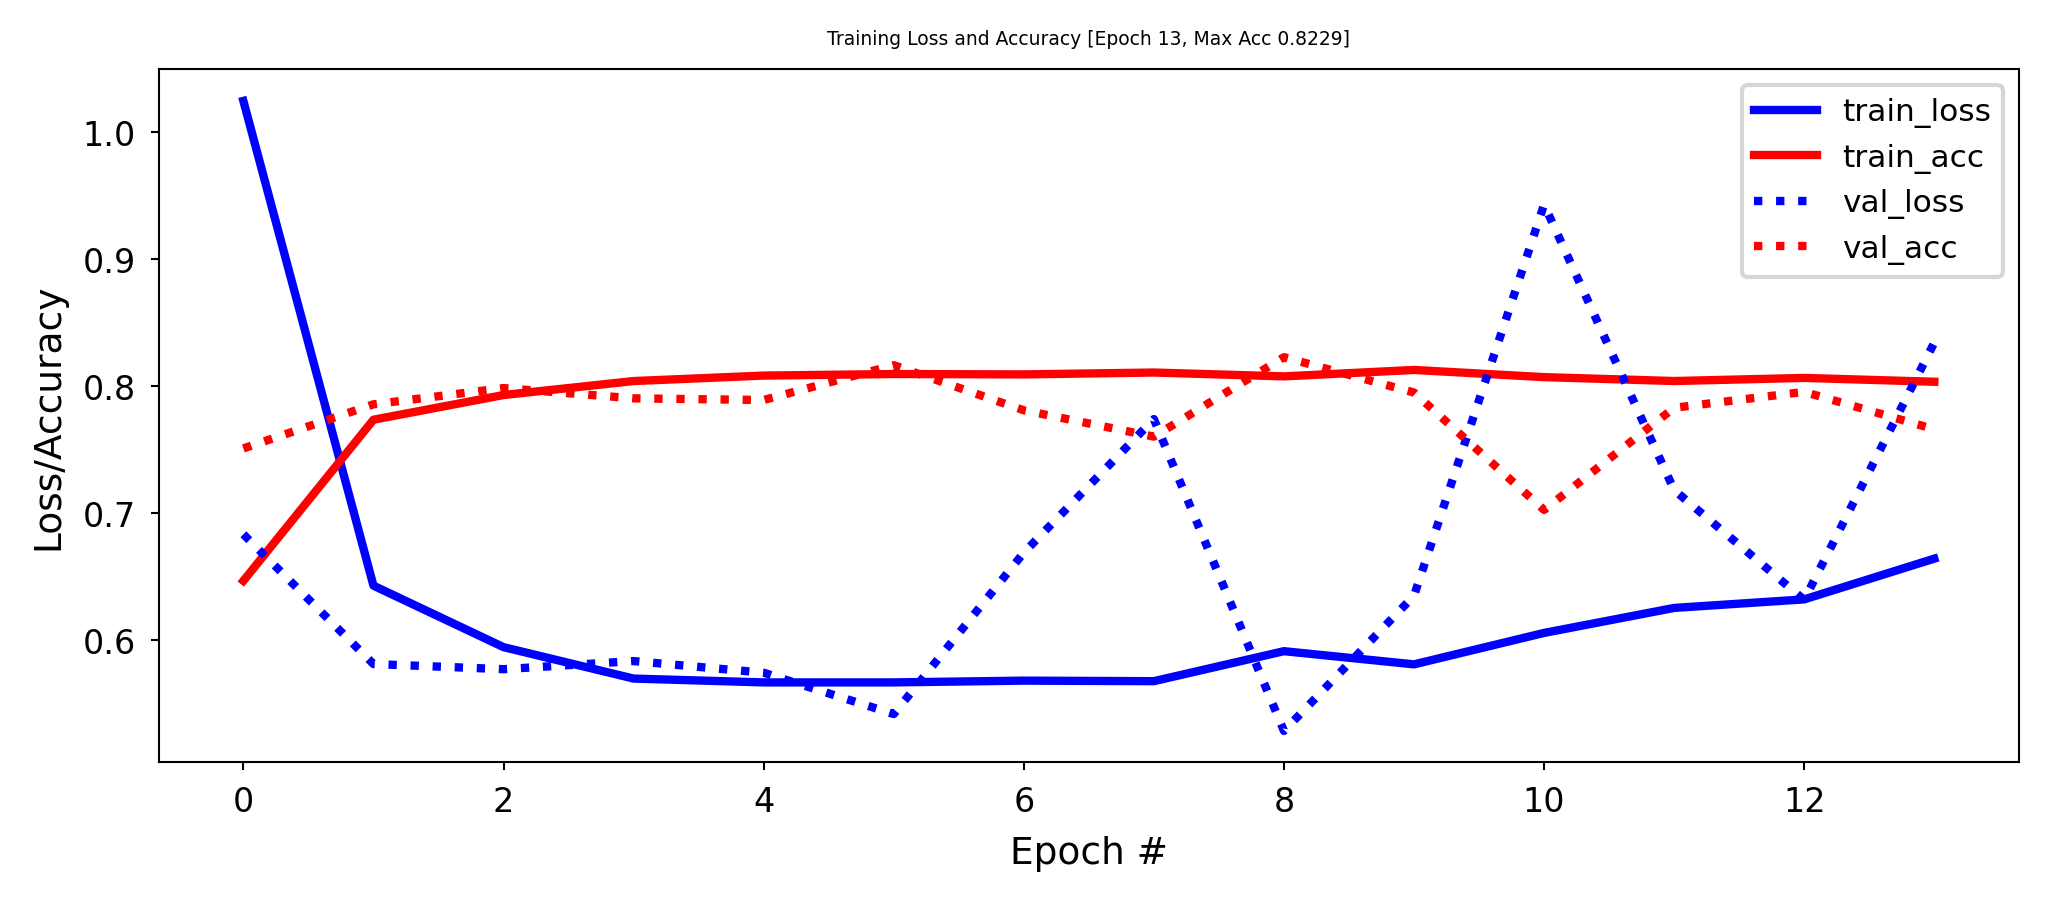 Training Loss and Accuracy [Epoch 13, Max Acc 0.8229]
train_loss
train_acc
val_loss
val_acc
Loss/Accuracy
1.0
0.9
0.8
0.7
0.6
0 2 4 6 8 10 12
Epoch #